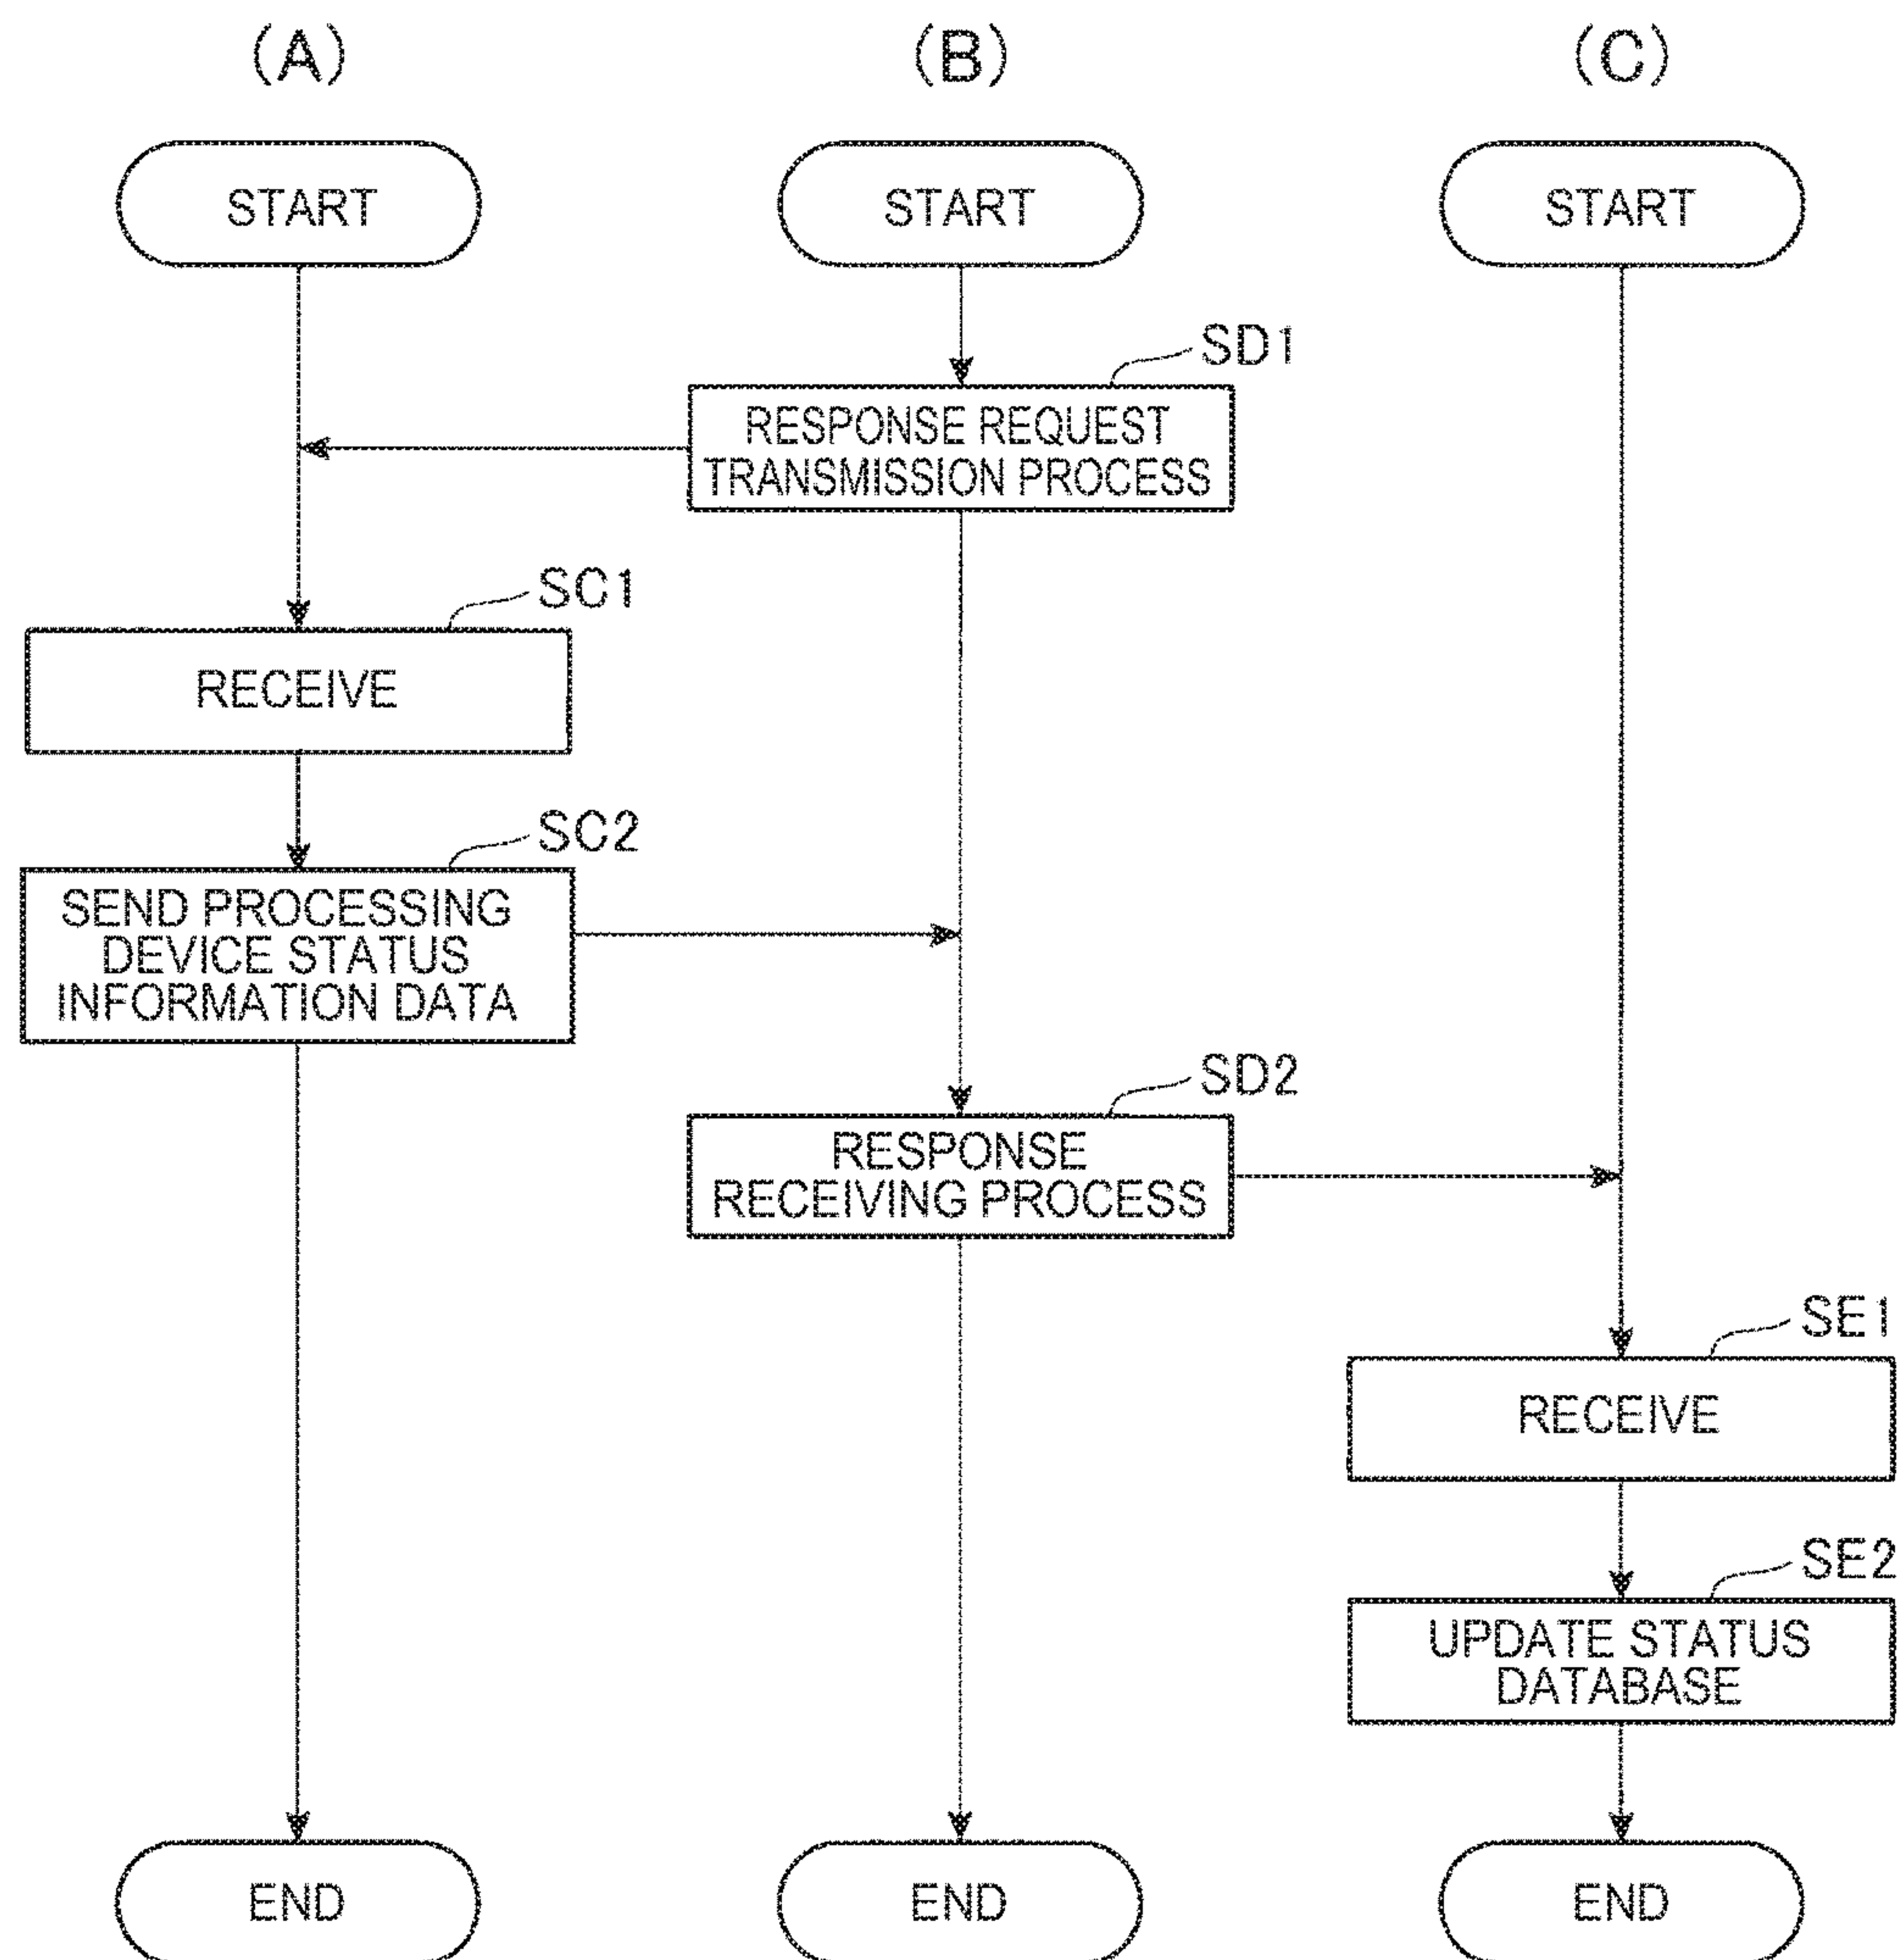 (A)
(B)
(C)
START
START
START
SD1
RESPONSE REQUEST
TRANSMISSION PROCESS
SC1
RECEIVE
SC2
SEND PROCESSING
DEVICE STATUS
INFORMATION DATA
SD2
RESPONSE
RECEIVING PROCESS
SE1
RECEIVE
SE2
UPDATE STATUS
DATABASE
END
END
END